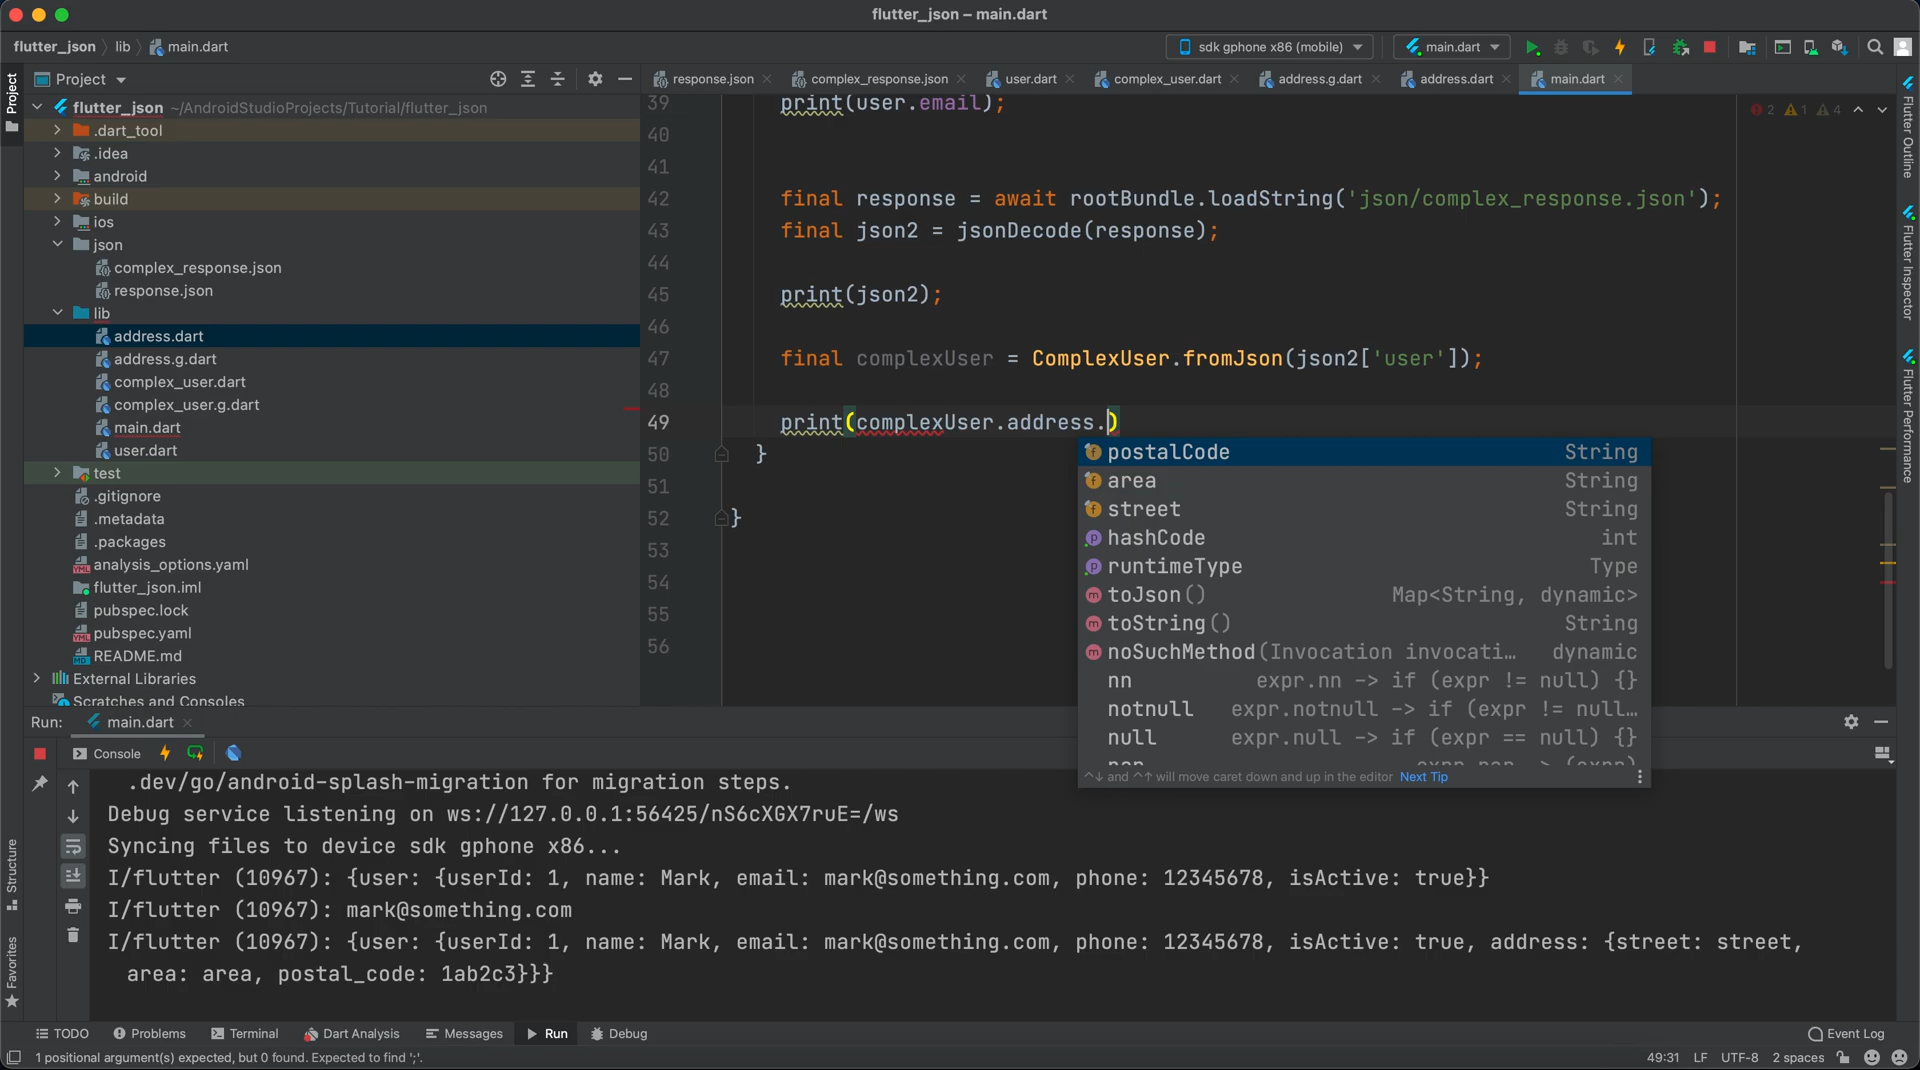 flutter_json – main.dart
flutter_json lib main.dart
sdk gphone x86 (mobile)
main.dart
Project
response.json
complex_response.json
user.dart
complex_user.dart
address.g.dart
address.dart
main.dart
Project
flutter_json ~/AndroidStudioProjects/Tutorial/flutter_json
.dart_tool
.idea
android
build
ios
json
complex_response.json
response.json
lib
address.dart
address.g.dart
complex_user.dart
complex_user.g.dart
main.dart
user.dart
test
.gitignore
.metadata
.packages
analysis_options.yaml
flutter_json.iml
pubspec.lock
pubspec.yaml
README.md
External Libraries
Scratches and Consoles
2 1 4
39 print(user.email);
40
41
42 final response = await rootBundle.loadString('json/complex_response.json');
43 final json2 = jsonDecode(response);
44
45 print(json2);
46
47 final complexUser = ComplexUser.fromJson(json2['user']);
48
49 print(complexUser.address.)
50 }
51
52 }
53
54
55
56
postalCode String
area String
street String
hashCode int
runtimeType Type
toJson() Map<String, dynamic>
toString() String
noSuchMethod(Invocation invocati… dynamic
nn expr.nn -> if (expr != null) {}
notnull expr.notnull -> if (expr != null…
null expr.null -> if (expr == null) {}
^↓ and ^↑ will move caret down and up in the editor Next Tip
Flutter Outline
Flutter Inspector
Flutter Performance
Run: main.dart
Console
.dev/go/android-splash-migration for migration steps.
Debug service listening on ws://127.0.0.1:56425/nS6cXGX7ruE=/ws
Syncing files to device sdk gphone x86...
I/flutter (10967): {user: {userId: 1, name: Mark, email: mark@something.com, phone: 12345678, isActive: true}}
I/flutter (10967): mark@something.com
I/flutter (10967): {user: {userId: 1, name: Mark, email: mark@something.com, phone: 12345678, isActive: true, address: {street: street,
area: area, postal_code: 1ab2c3}}}
Structure
Favorites
TODO Problems Terminal Dart Analysis Messages Run Debug Event Log
1 positional argument(s) expected, but 0 found. Expected to find ';'. 49:31 LF UTF-8 2 spaces